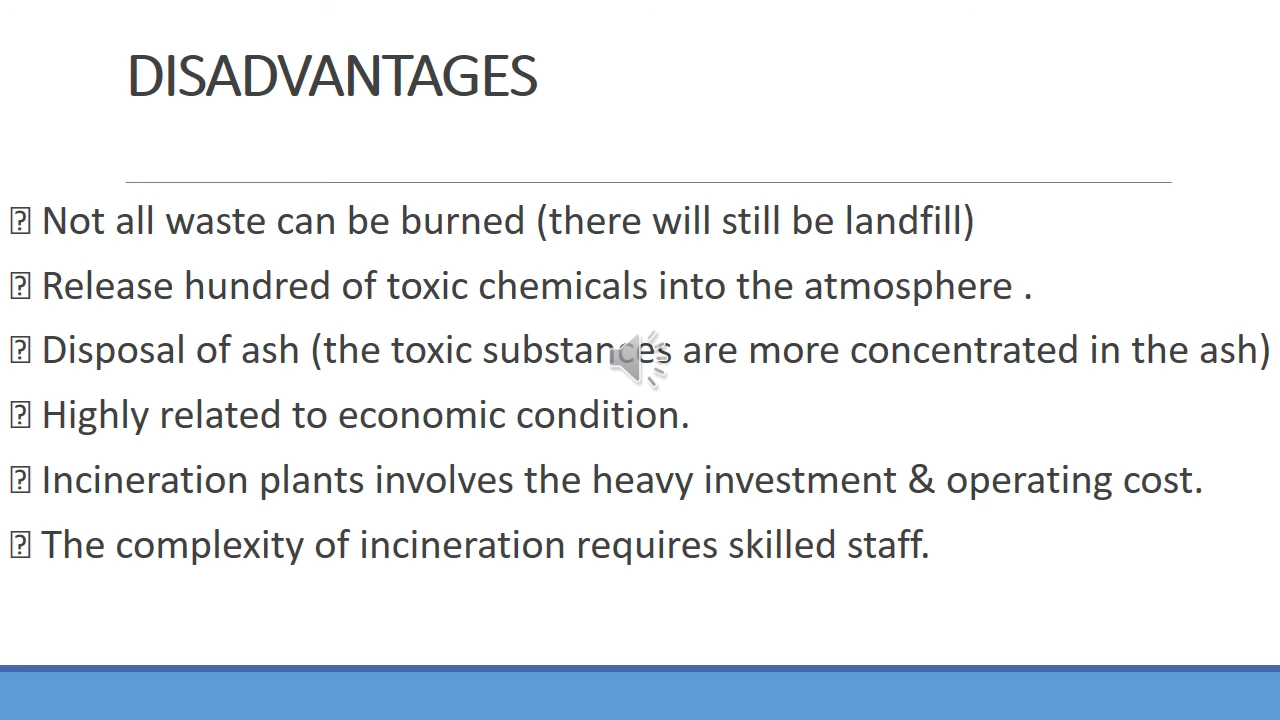 DISADVANTAGES
⍰ Not all waste can be burned (there will still be landfill)
⍰ Release hundred of toxic chemicals into the atmosphere .
⍰ Disposal of ash (the toxic substances are more concentrated in the ash)
⍰ Highly related to economic condition.
⍰ Incineration plants involves the heavy investment & operating cost.
⍰ The complexity of incineration requires skilled staff.